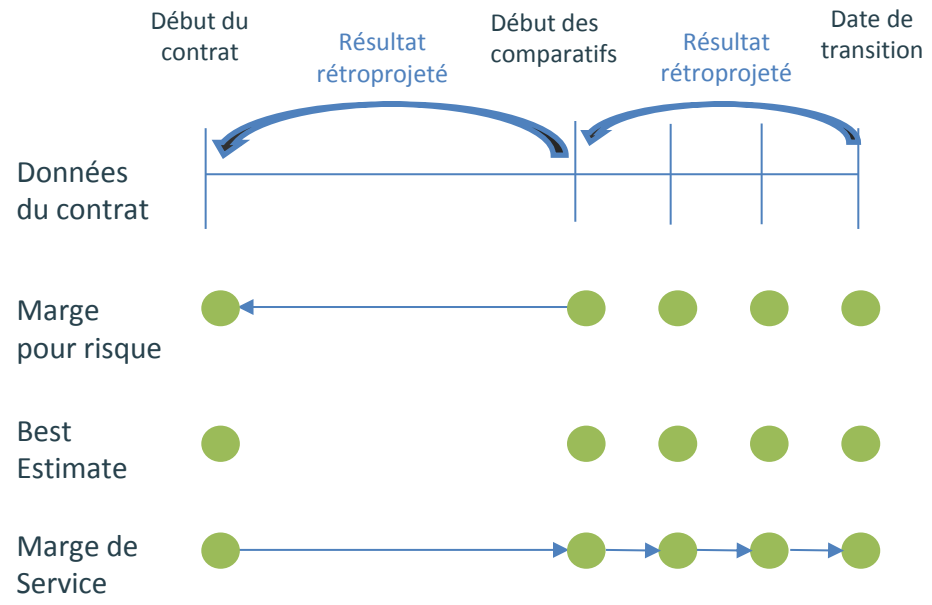 Début du
contrat
Résultat
rétroprojeté
Début des
comparatifs
Résultat
rétroprojeté
Date de
transition
Données
du contrat
Marge
pour risque
Best
Estimate
Marge de
Service